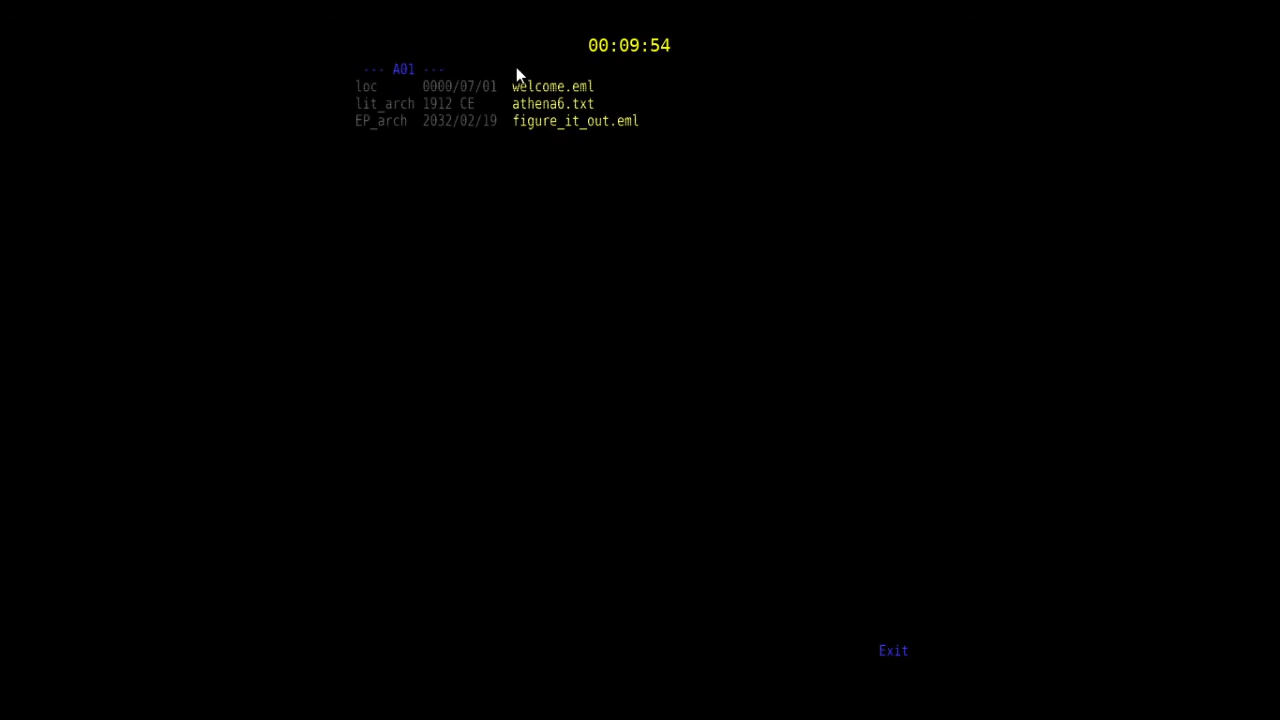 00:09:54
--- A01 ---
loc 0000/07/01 welcome.eml
lit_arch 1912 CE athena6.txt
EP_arch 2032/02/19 figure_it_out.eml
Exit